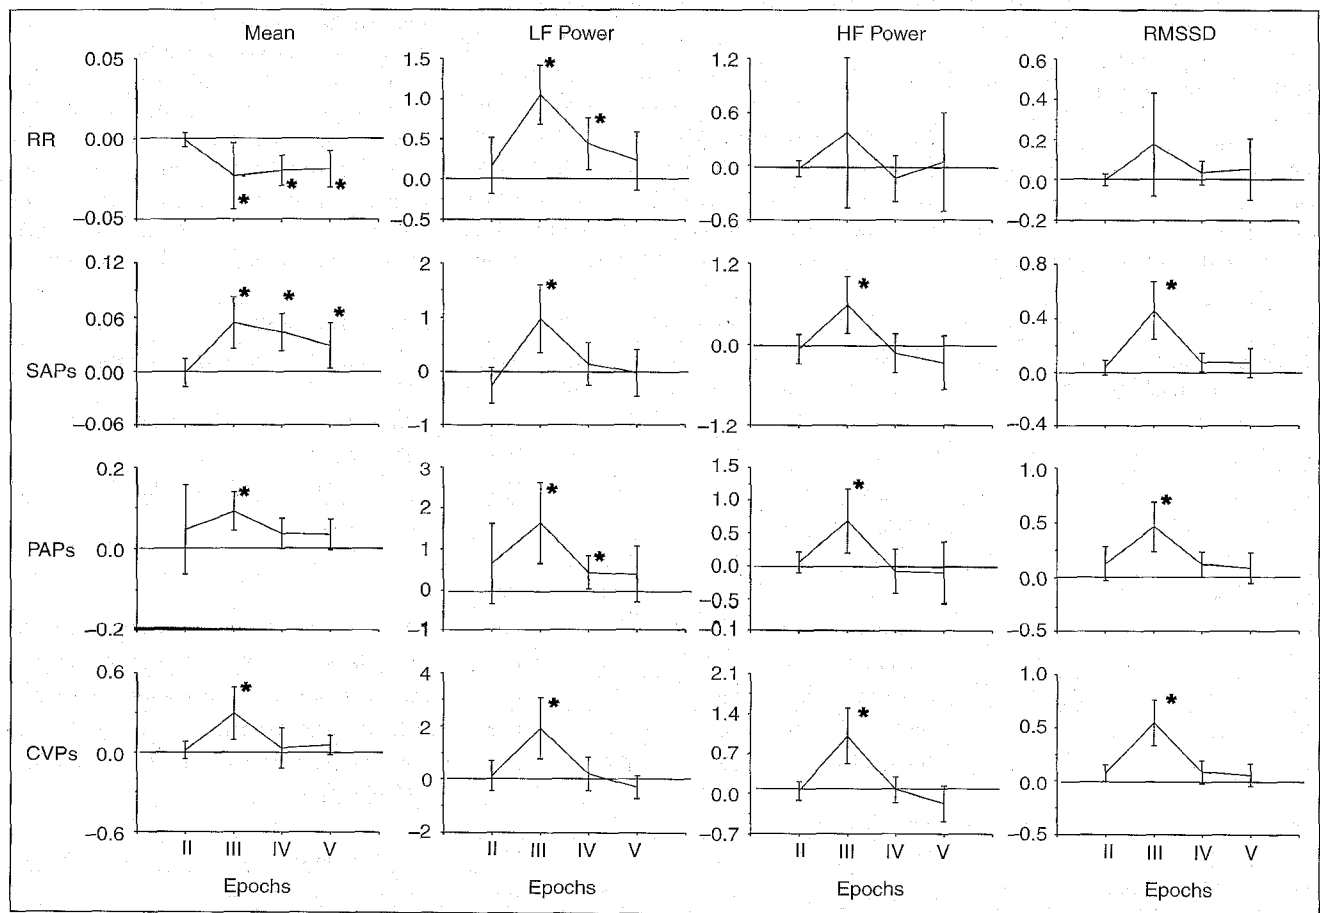 Mean LF Power HF Power RMSSD
RR
0.05 0.00 −0.05
1.5 1.0 0.5 0.0 −0.5
1.2 0.6 0.0 −0.6
0.6 0.4 0.2 0.0 −0.2
* * *
* *
SAPs
0.12 0.06 0.00 −0.06
2 1 0 −1
1.2 0.0 −1.2
0.8 0.4 0.0 −0.4
* * *
*
*
*
PAPs
0.2 0.0 −0.2
3 2 1 0 −1
1.5 1.0 0.5 0.0 −0.5 −0.1
1.0 0.5 0.0 −0.5
*
* *
*
*
CVPs
0.6 0.0 −0.6
4 2 0 −2
2.1 1.4 0.7 0.0 −0.7
1.0 0.5 0.0 −0.5
*
*
*
*
II III IV V II III IV V II III IV V II III IV V
Epochs Epochs Epochs Epochs